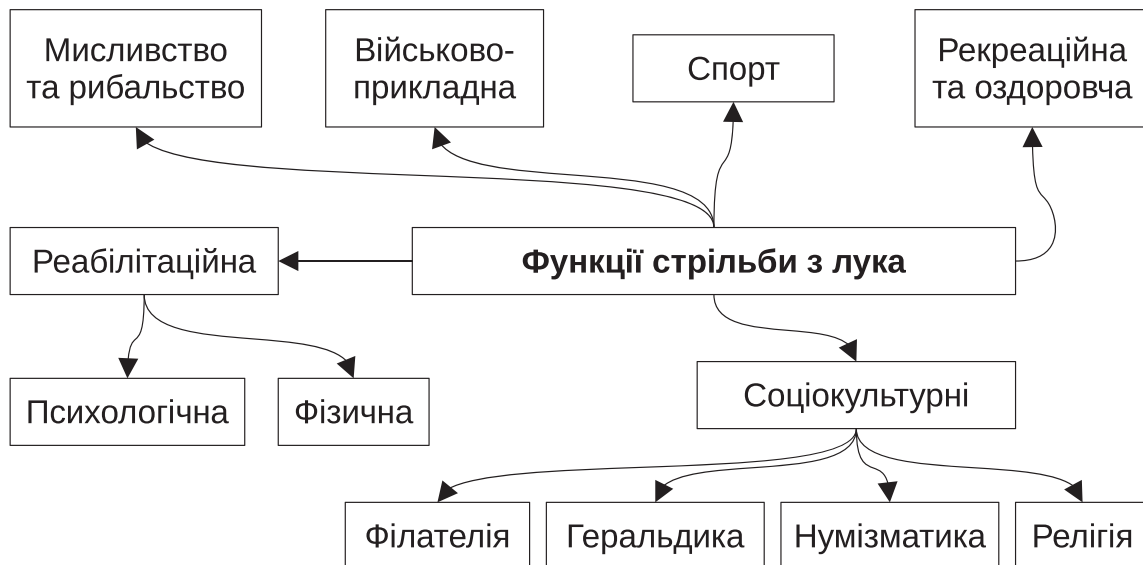 Мисливство
та рибальство
Військово-
прикладна
Спорт
Рекреаційна
та оздоровча
Реабілітаційна
Функції стрільби з лука
Психологічна
Фізична
Соціокультурні
Філателія
Геральдика
Нумізматика
Релігія